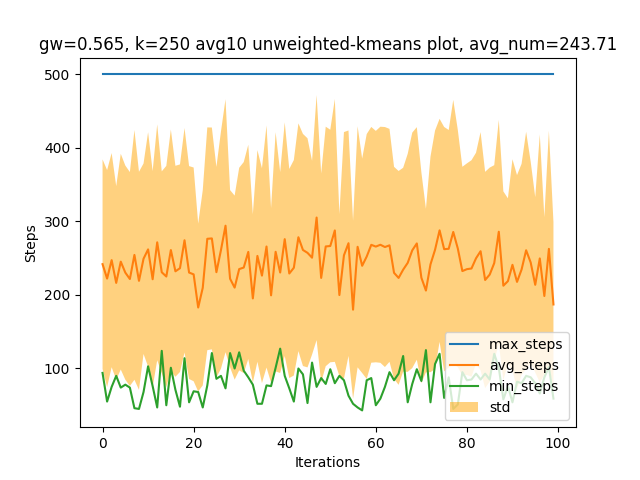 gw=0.565, k=250 avg10 unweighted-kmeans plot, avg_num=243.71
500
400
300
200
100
Steps
0
20
40
60
80
100
Iterations
max_steps
avg_steps
min_steps
std